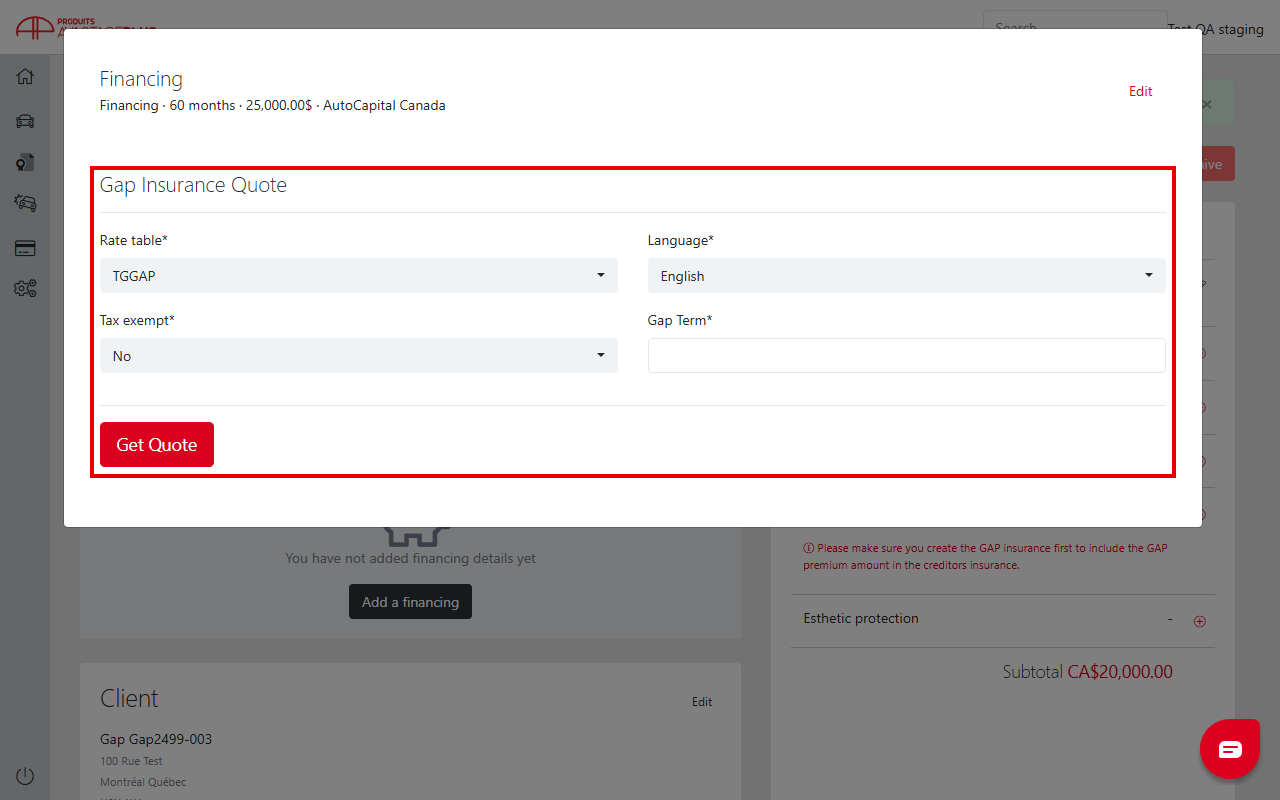 PRODUITS
Search
Test QA staging
Financing
Financing · 60 months · 25,000.00$ · AutoCapital Canada
Edit
Gap Insurance Quote
Rate table*
Language*
TGGAP
English
Tax exempt*
Gap Term*
No
Get Quote
You have not added financing details yet
Add a financing
ⓘ Please make sure you create the GAP insurance first to include the GAP
premium amount in the creditors insurance.
Esthetic protection
-
Subtotal CA$20,000.00
Client
Edit
Gap Gap2499-003
100 Rue Test
Montréal Québec